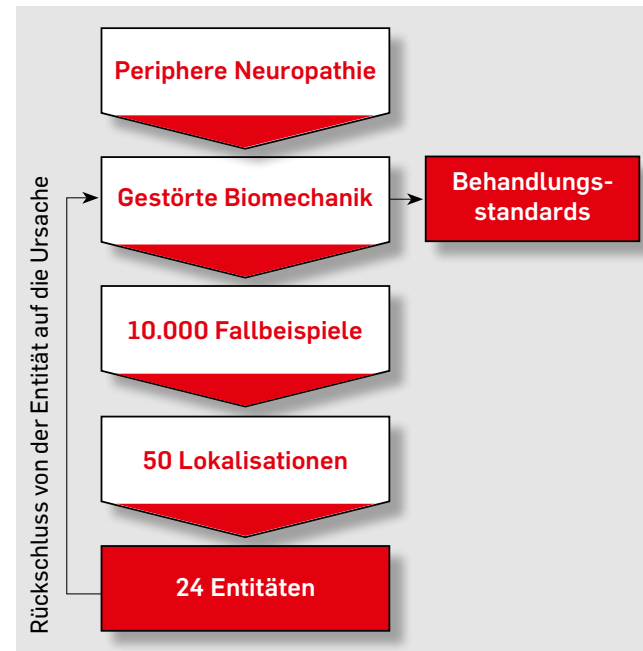 Periphere Neuropathie
Gestörte Biomechanik
Behandlungs-
standards
10.000 Fallbeispiele
50 Lokalisationen
24 Entitäten
Rückschluss von der Entität auf die Ursache